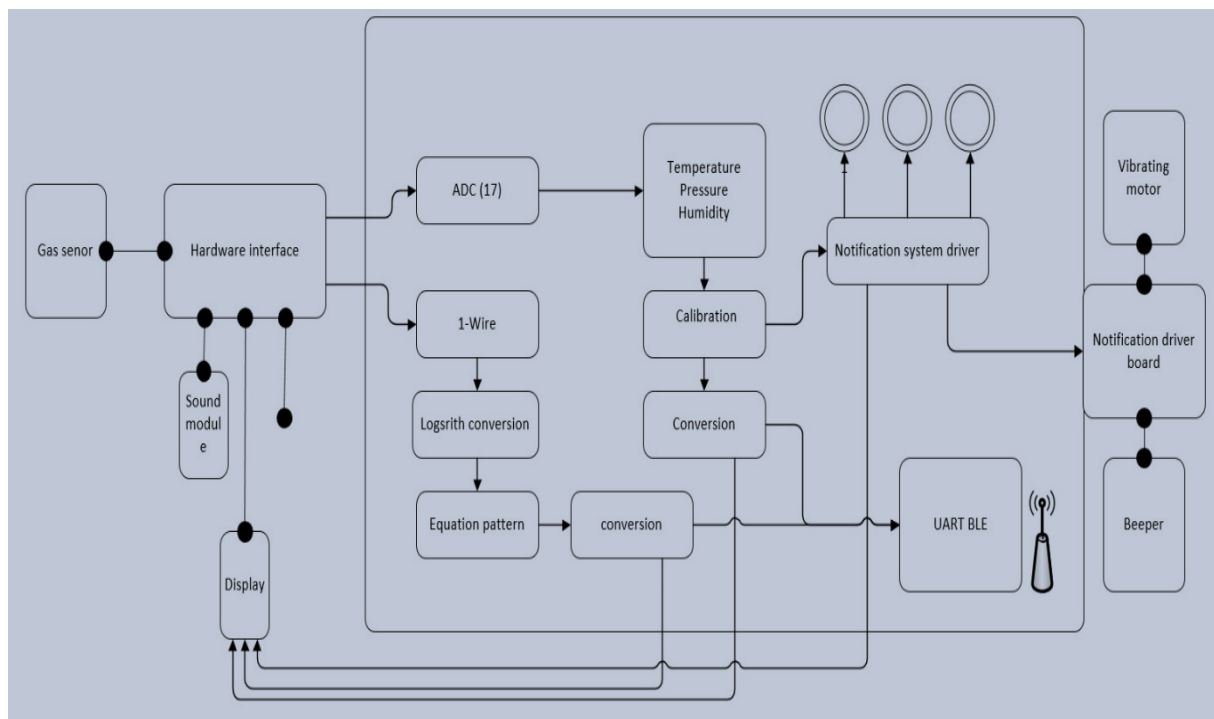 Gas senor
Hardware interface
Sound
modul
e
Display
ADC (17)
1-Wire
Logsrith conversion
Equation pattern
conversion
Temperature
Pressure
Humidity
Calibration
Conversion
Notification system driver
UART BLE
Vibrating
motor
Notification driver
board
Beeper